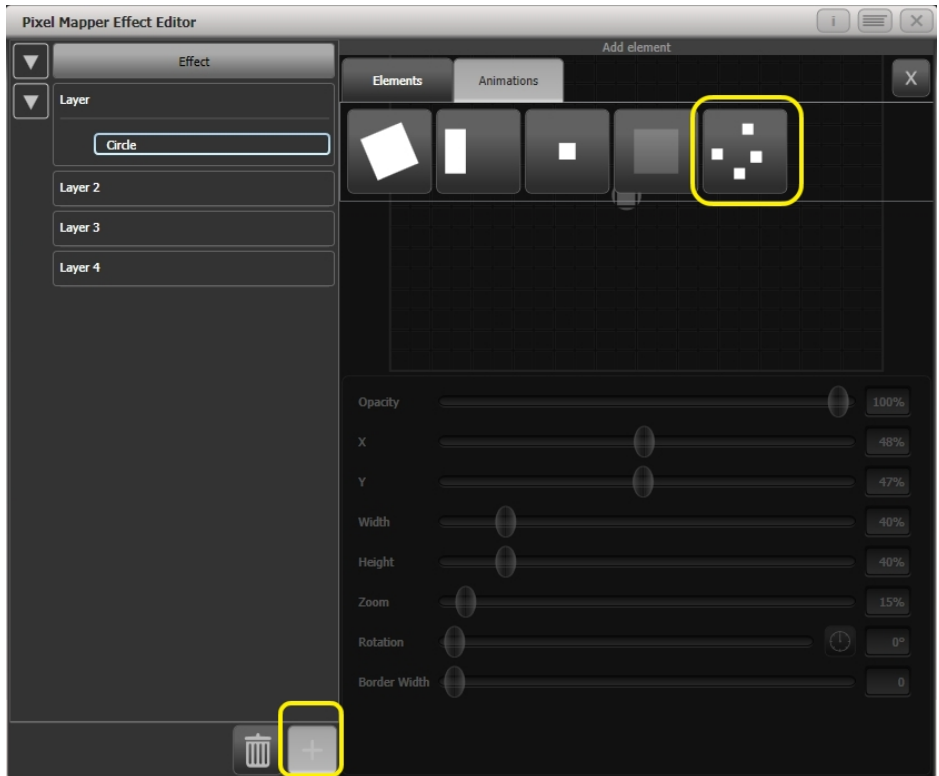 Pixel Mapper Effect Editor
i
X
Effect
Layer
Circle
Layer 2
Layer 3
Layer 4
Add element
Elements
Animations
X
Opacity 100%
X 48%
Y 47%
Width 40%
Height 40%
Zoom 15%
Rotation 0°
Border Width 0
+